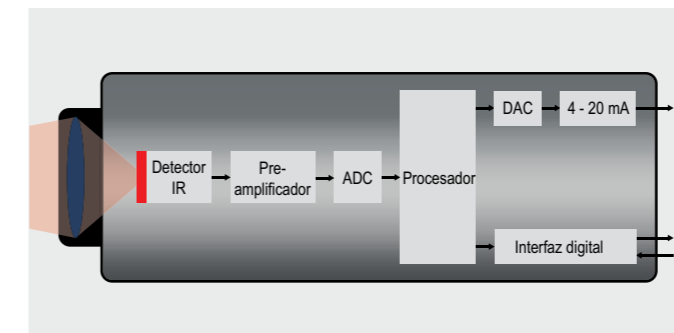 Detector
IR
Pre-
amplificador
ADC
Procesador
DAC
4 - 20 mA
Interfaz digital